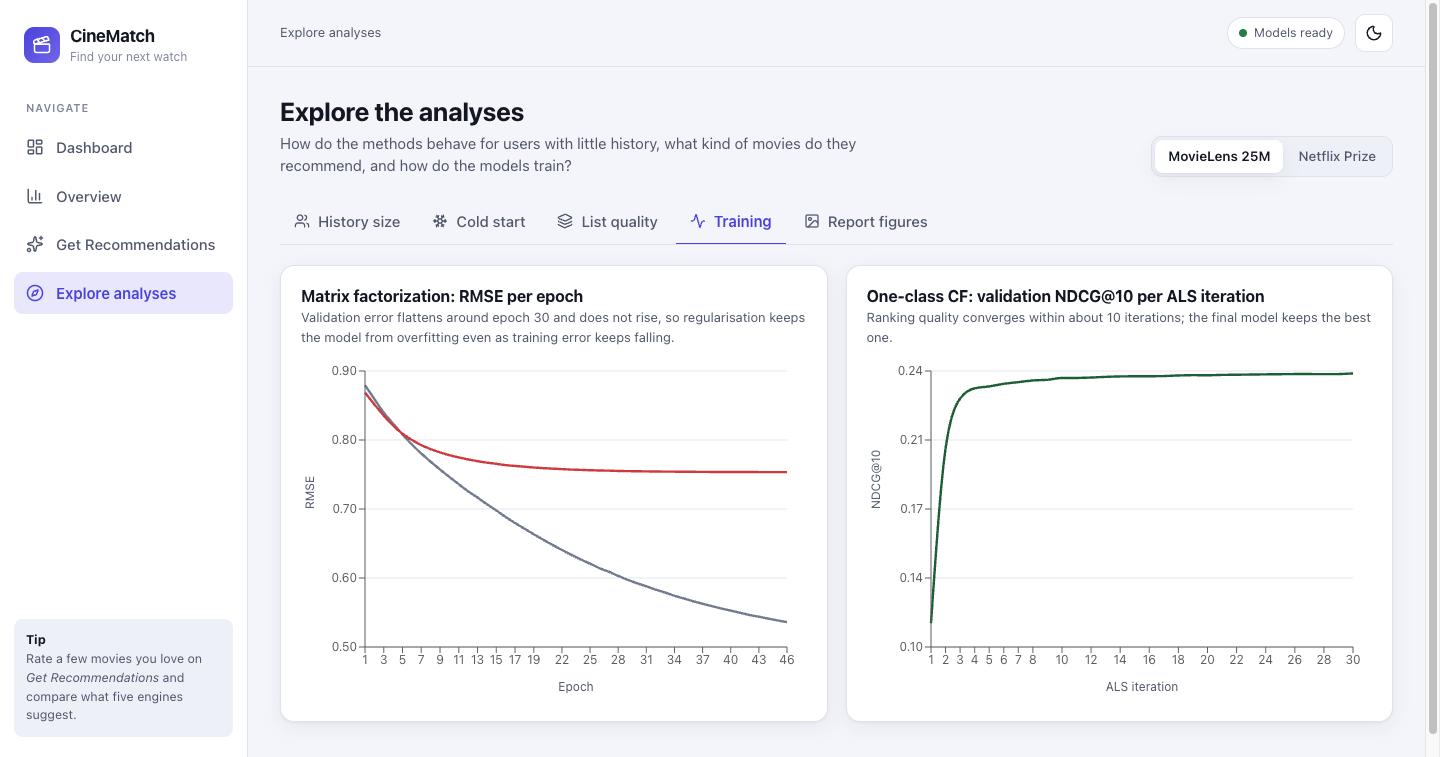 CineMatch
Find your next watch
NAVIGATE
Dashboard
Overview
Get Recommendations
Explore analyses
Tip
Rate a few movies you love on
Get Recommendations and
compare what five engines
suggest.
Explore analyses
Models ready
Explore the analyses
How do the methods behave for users with little history, what kind of movies do they
recommend, and how do the models train?
MovieLens 25M
Netflix Prize
History size
Cold start
List quality
Training
Report figures
Matrix factorization: RMSE per epoch
Validation error flattens around epoch 30 and does not rise, so regularisation keeps
the model from overfitting even as training error keeps falling.
0.90
0.80
0.70
0.60
0.50
RMSE
1 3 5 7 9 11 13 15 17 19 22 25 28 31 34 37 40 43 46
Epoch
One-class CF: validation NDCG@10 per ALS iteration
Ranking quality converges within about 10 iterations; the final model keeps the best
one.
0.24
0.21
0.17
0.14
0.10
NDCG@10
1 2 3 4 5 6 7 8 10 12 14 16 18 20 22 24 26 28 30
ALS iteration